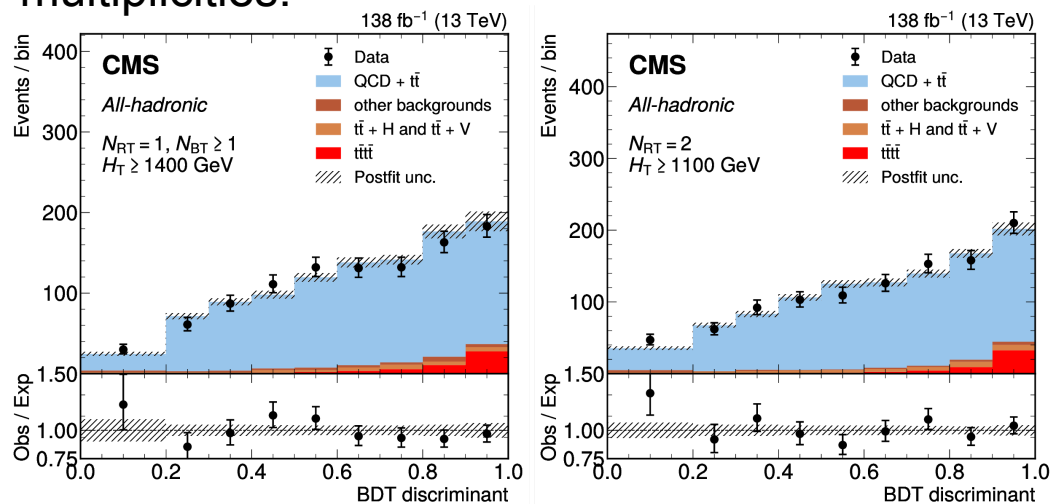 multiplicities.
138 fb⁻¹ (13 TeV)
Events / bin
400
300
200
100
CMS
All-hadronic
N_RT = 1, N_BT ≥ 1
H_T ≥ 1400 GeV
Data
QCD + tt̄
other backgrounds
tt̄ + H and tt̄ + V
tt̄tt̄
Postfit unc.
Obs / Exp
1.50
1.00
0.75
0.0 0.2 0.4 0.6 0.8 1.0
BDT discriminant
138 fb⁻¹ (13 TeV)
Events / bin
400
300
200
100
CMS
All-hadronic
N_RT = 2
H_T ≥ 1100 GeV
Data
QCD + tt̄
other backgrounds
tt̄ + H and tt̄ + V
tt̄tt̄
Postfit unc.
Obs / Exp
1.50
1.00
0.75
0.0 0.2 0.4 0.6 0.8 1.0
BDT discriminant